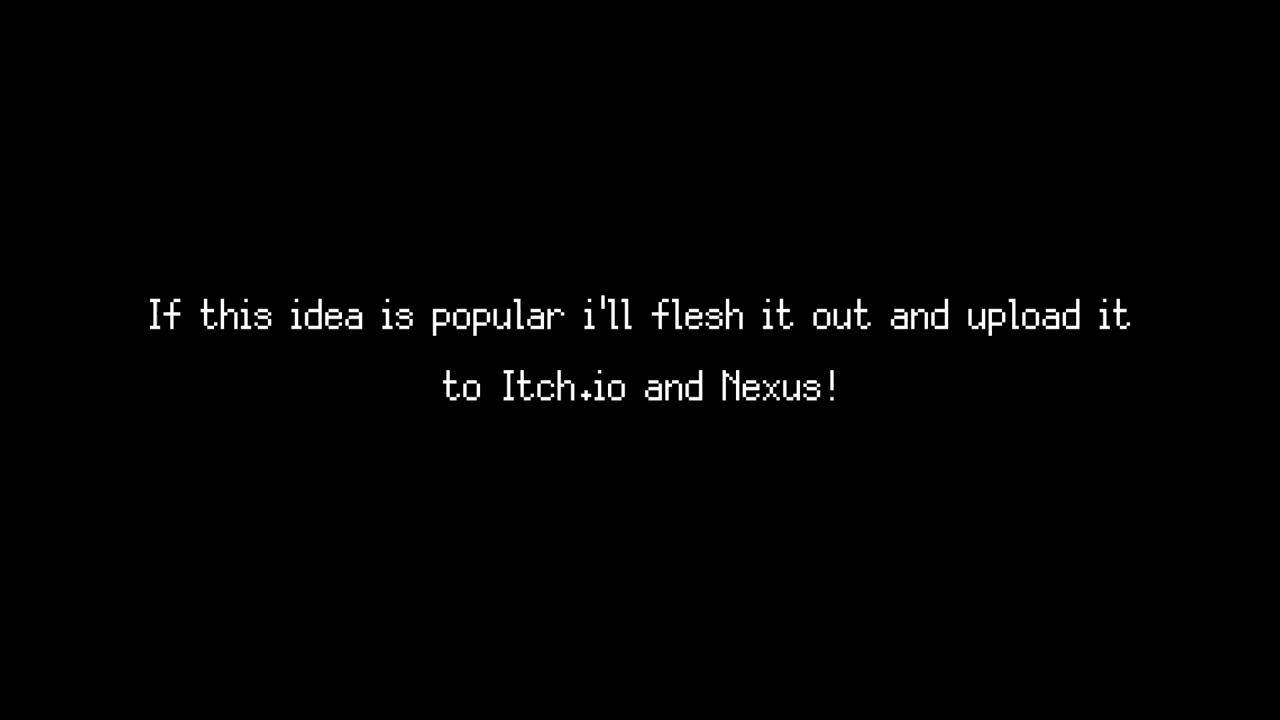 If this idea is popular i'll flesh it out and upload it
to Itch.io and Nexus!